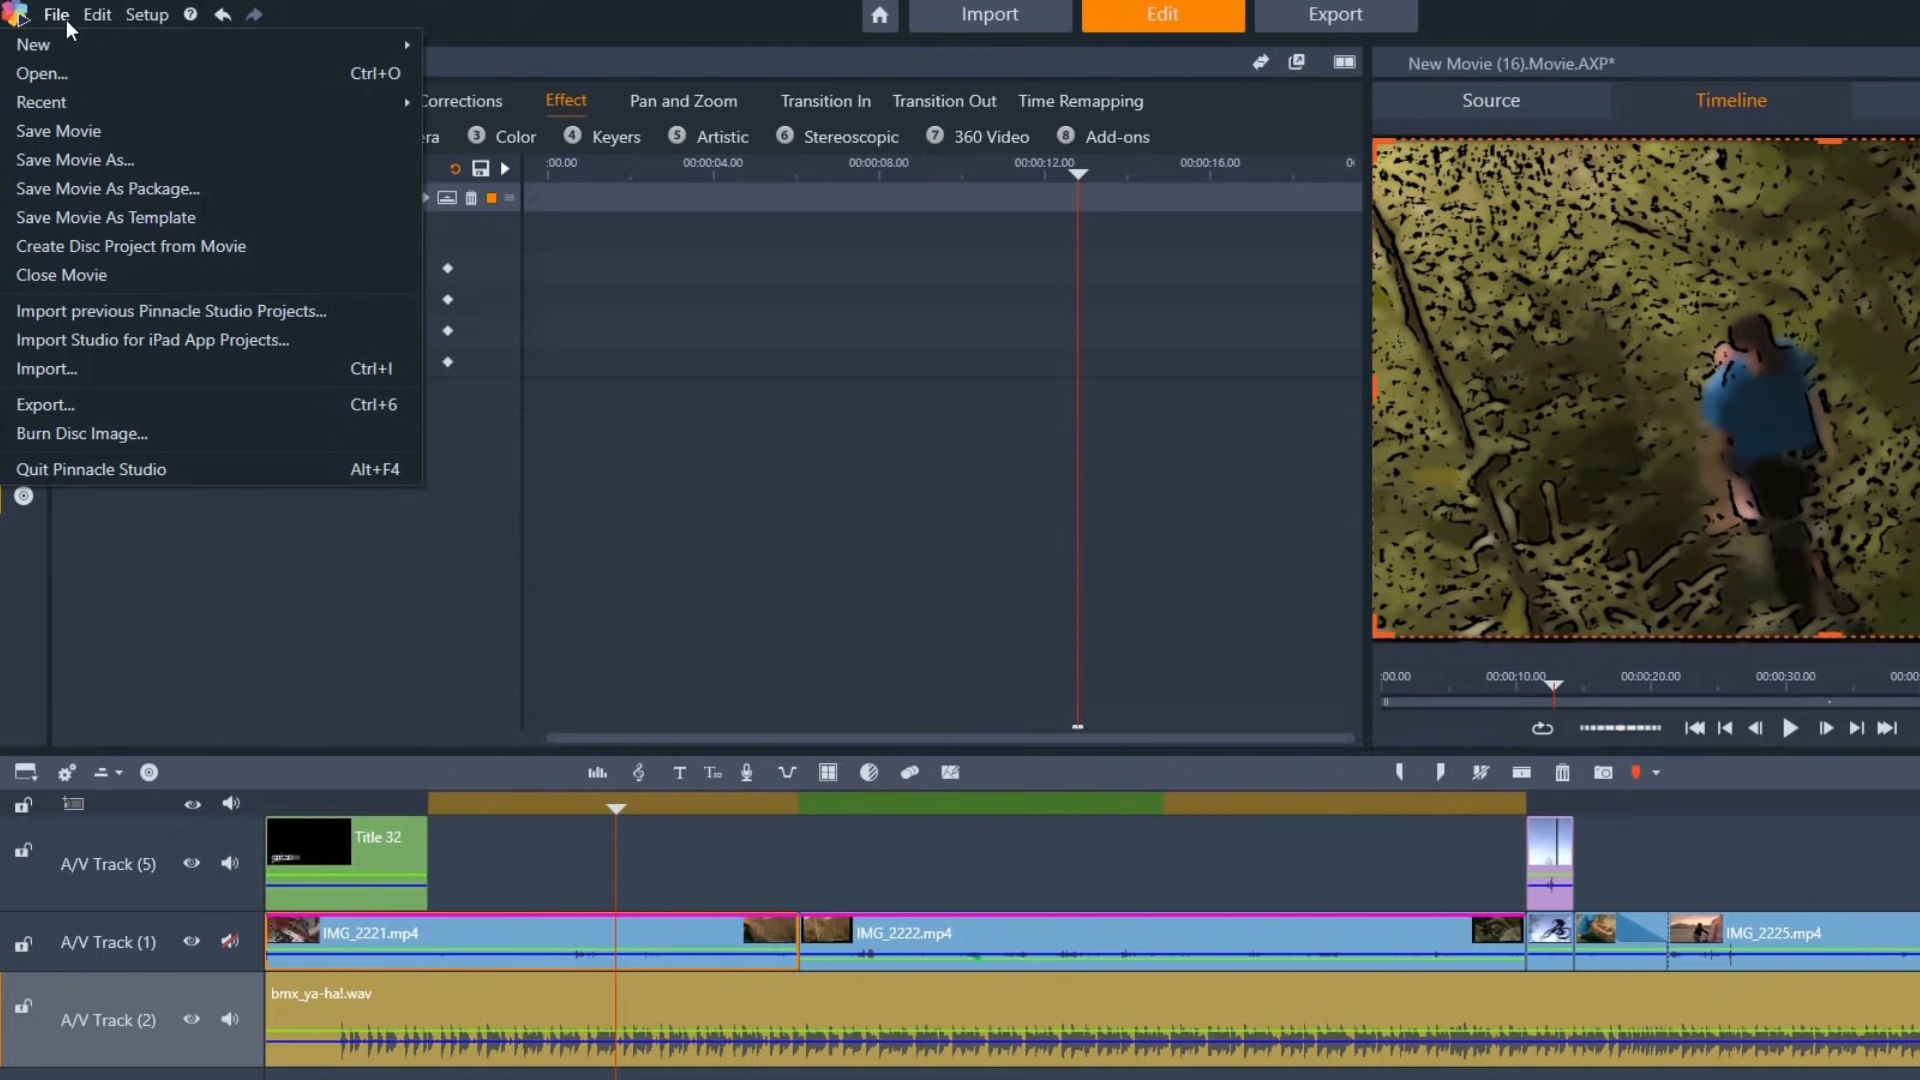 File Edit Setup
Import Edit Export
New
Open... Ctrl+O
Recent
Save Movie
Save Movie As...
Save Movie As Package...
Save Movie As Template
Create Disc Project from Movie
Close Movie
Import previous Pinnacle Studio Projects...
Import Studio for iPad App Projects...
Import... Ctrl+I
Export... Ctrl+6
Burn Disc Image...
Quit Pinnacle Studio Alt+F4
Corrections Effect Pan and Zoom Transition In Transition Out Time Remapping
era 3 Color 4 Keyers 5 Artistic 6 Stereoscopic 7 360 Video 8 Add-ons
:00.00 00:00:04.00 00:00:08.00 00:00:12.00 00:00:16.00
New Movie (16).Movie.AXP*
Source Timeline
:00.00 00:00:10.00 00:00:20.00 00:00:30.00 00:00
Title 32
A/V Track (5)
A/V Track (1)
IMG_2221.mp4 IMG_2222.mp4 IMG_2225.mp4
bmx_ya-ha!.wav
A/V Track (2)